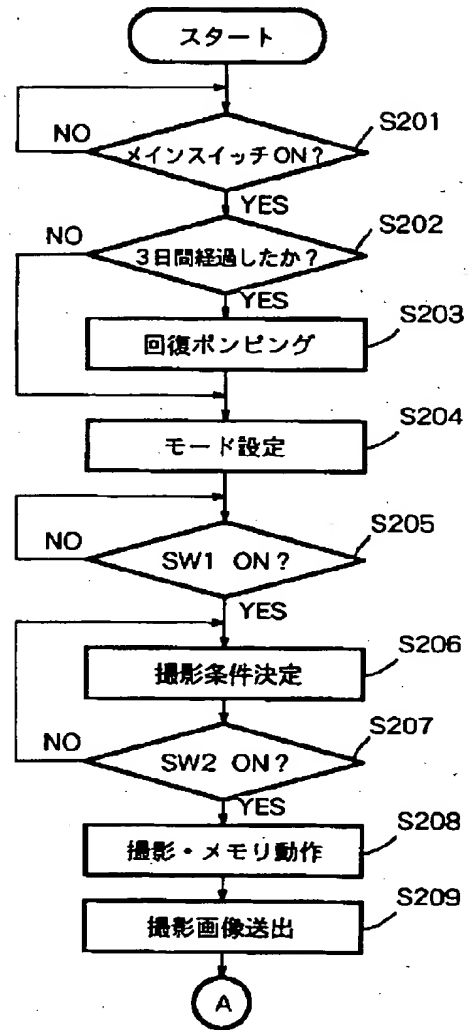 スタート
S201
NO
メインスイッチON?
YES
S202
NO
3日間経過したか?
YES
S203
回復ポンピング
S204
モード設定
S205
NO
SW1 ON?
YES
S206
撮影条件決定
S207
NO
SW2 ON?
YES
S208
撮影・メモリ動作
S209
撮影画像送出
A